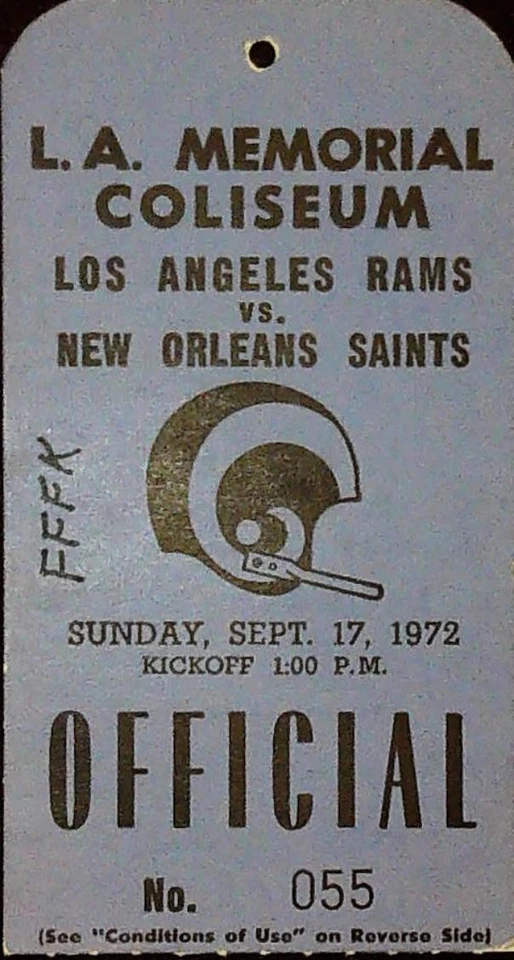 L.A. MEMORIAL
COLISEUM
LOS ANGELES RAMS
VS.
NEW ORLEANS SAINTS
FFFK
SUNDAY, SEPT. 17, 1972
KICKOFF 1:00 P.M.
OFFICIAL
No. 055
(See "Conditions of Use" on Reverse Side)